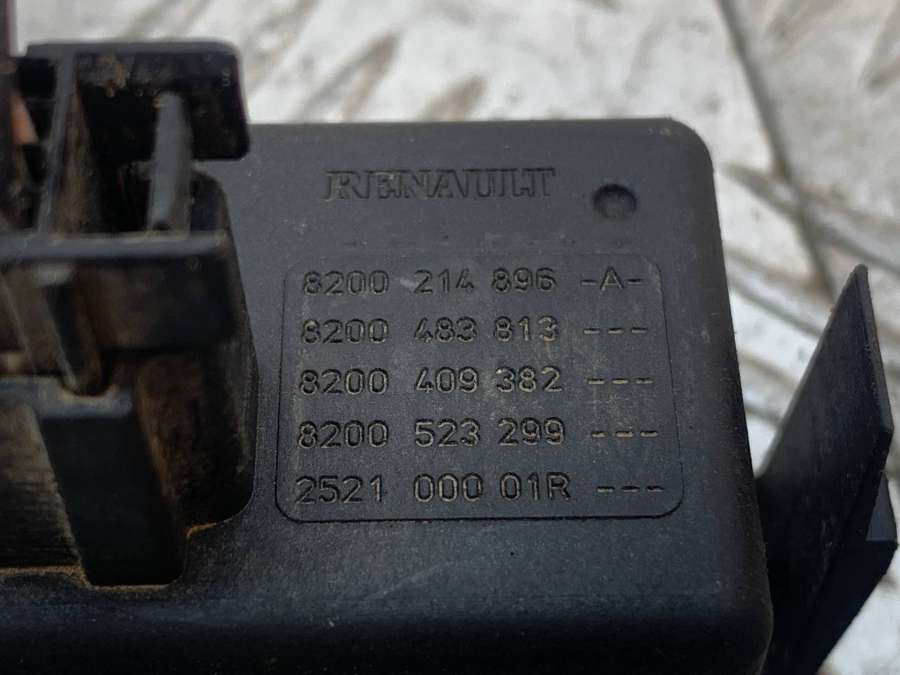 RENAULT
8200 214 896 -A-
8200 483 813 ---
8200 409 382 ---
8200 523 299 ---
2521 000 01R ---